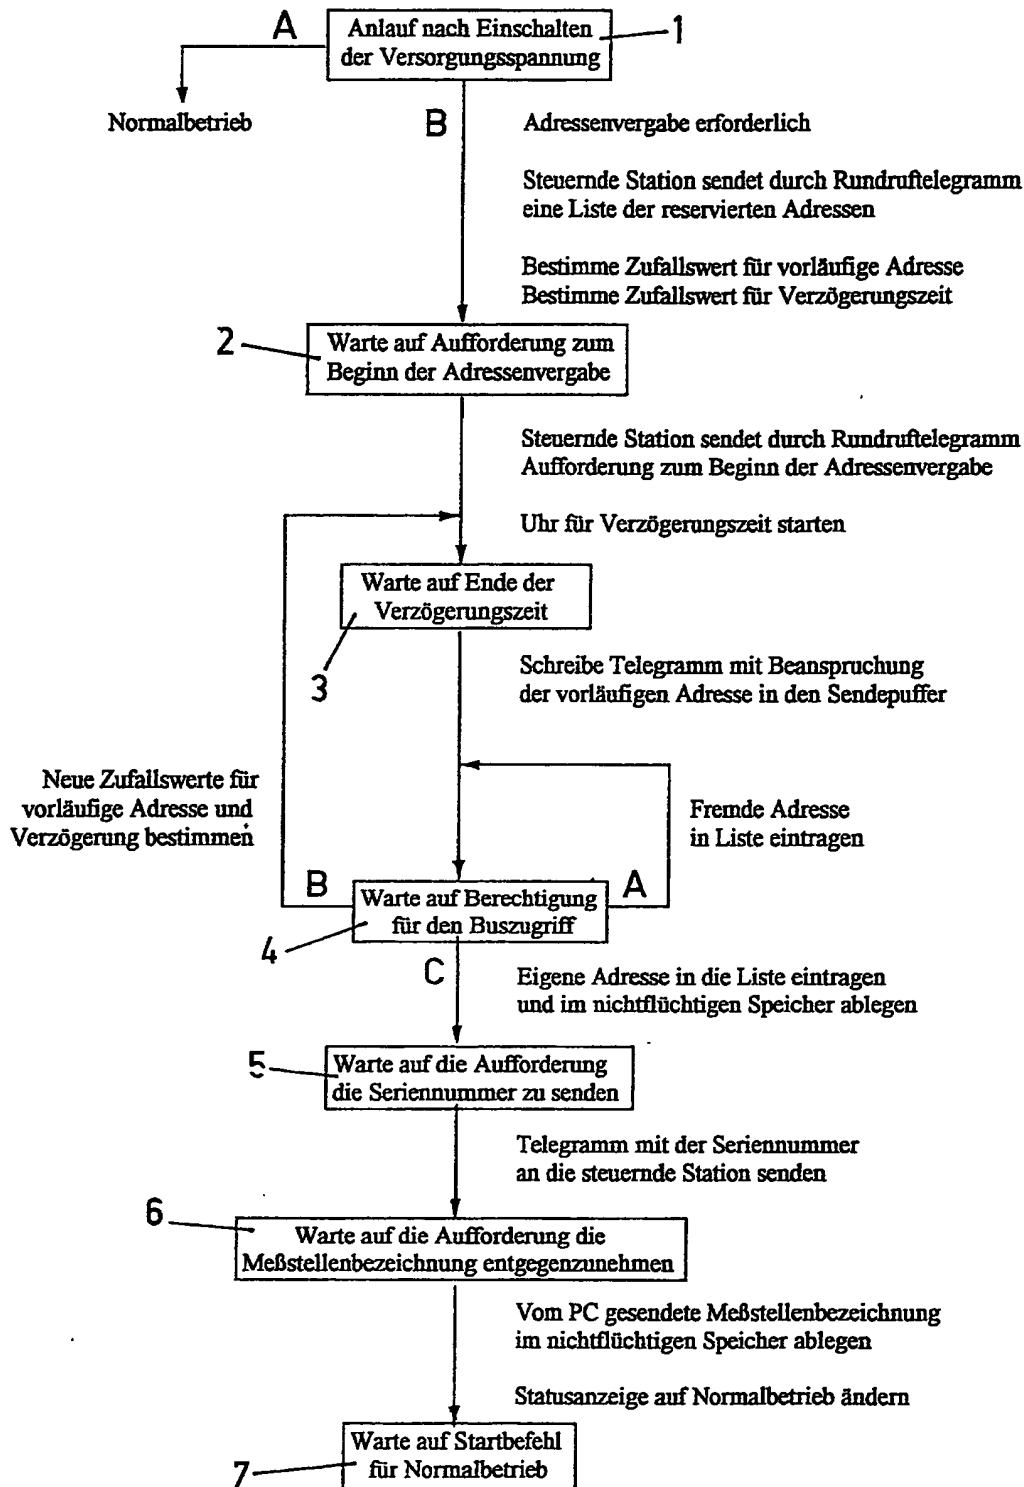 A
Anlauf nach Einschalten
der Versorgungsspannung
1
Normalbetrieb
B
Adressenvergabe erforderlich
Steuernde Station sendet durch Rundruftelegramm
eine Liste der reservierten Adressen
Bestimme Zufallswert für vorläufige Adresse
Bestimme Zufallswert für Verzögerungszeit
2
Warte auf Aufforderung zum
Beginn der Adressenvergabe
Steuernde Station sendet durch Rundruftelegramm
Aufforderung zum Beginn der Adressenvergabe
Uhr für Verzögerungszeit starten
Warte auf Ende der
Verzögerungszeit
3
Schreibe Telegramm mit Beanspruchung
der vorläufigen Adresse in den Sendepuffer
Neue Zufallswerte für
vorläufige Adresse und
Verzögerung bestimmen
Fremde Adresse
in Liste eintragen
B
Warte auf Berechtigung
für den Buszugriff
A
4
C
Eigene Adresse in die Liste eintragen
und im nichtflüchtigen Speicher ablegen
5
Warte auf die Aufforderung
die Seriennummer zu senden
Telegramm mit der Seriennummer
an die steuernde Station senden
6
Warte auf die Aufforderung die
Meßstellenbezeichnung entgegenzunehmen
Vom PC gesendete Meßstellenbezeichnung
im nichtflüchtigen Speicher ablegen
Statusanzeige auf Normalbetrieb ändern
Warte auf Startbefehl
für Normalbetrieb
7